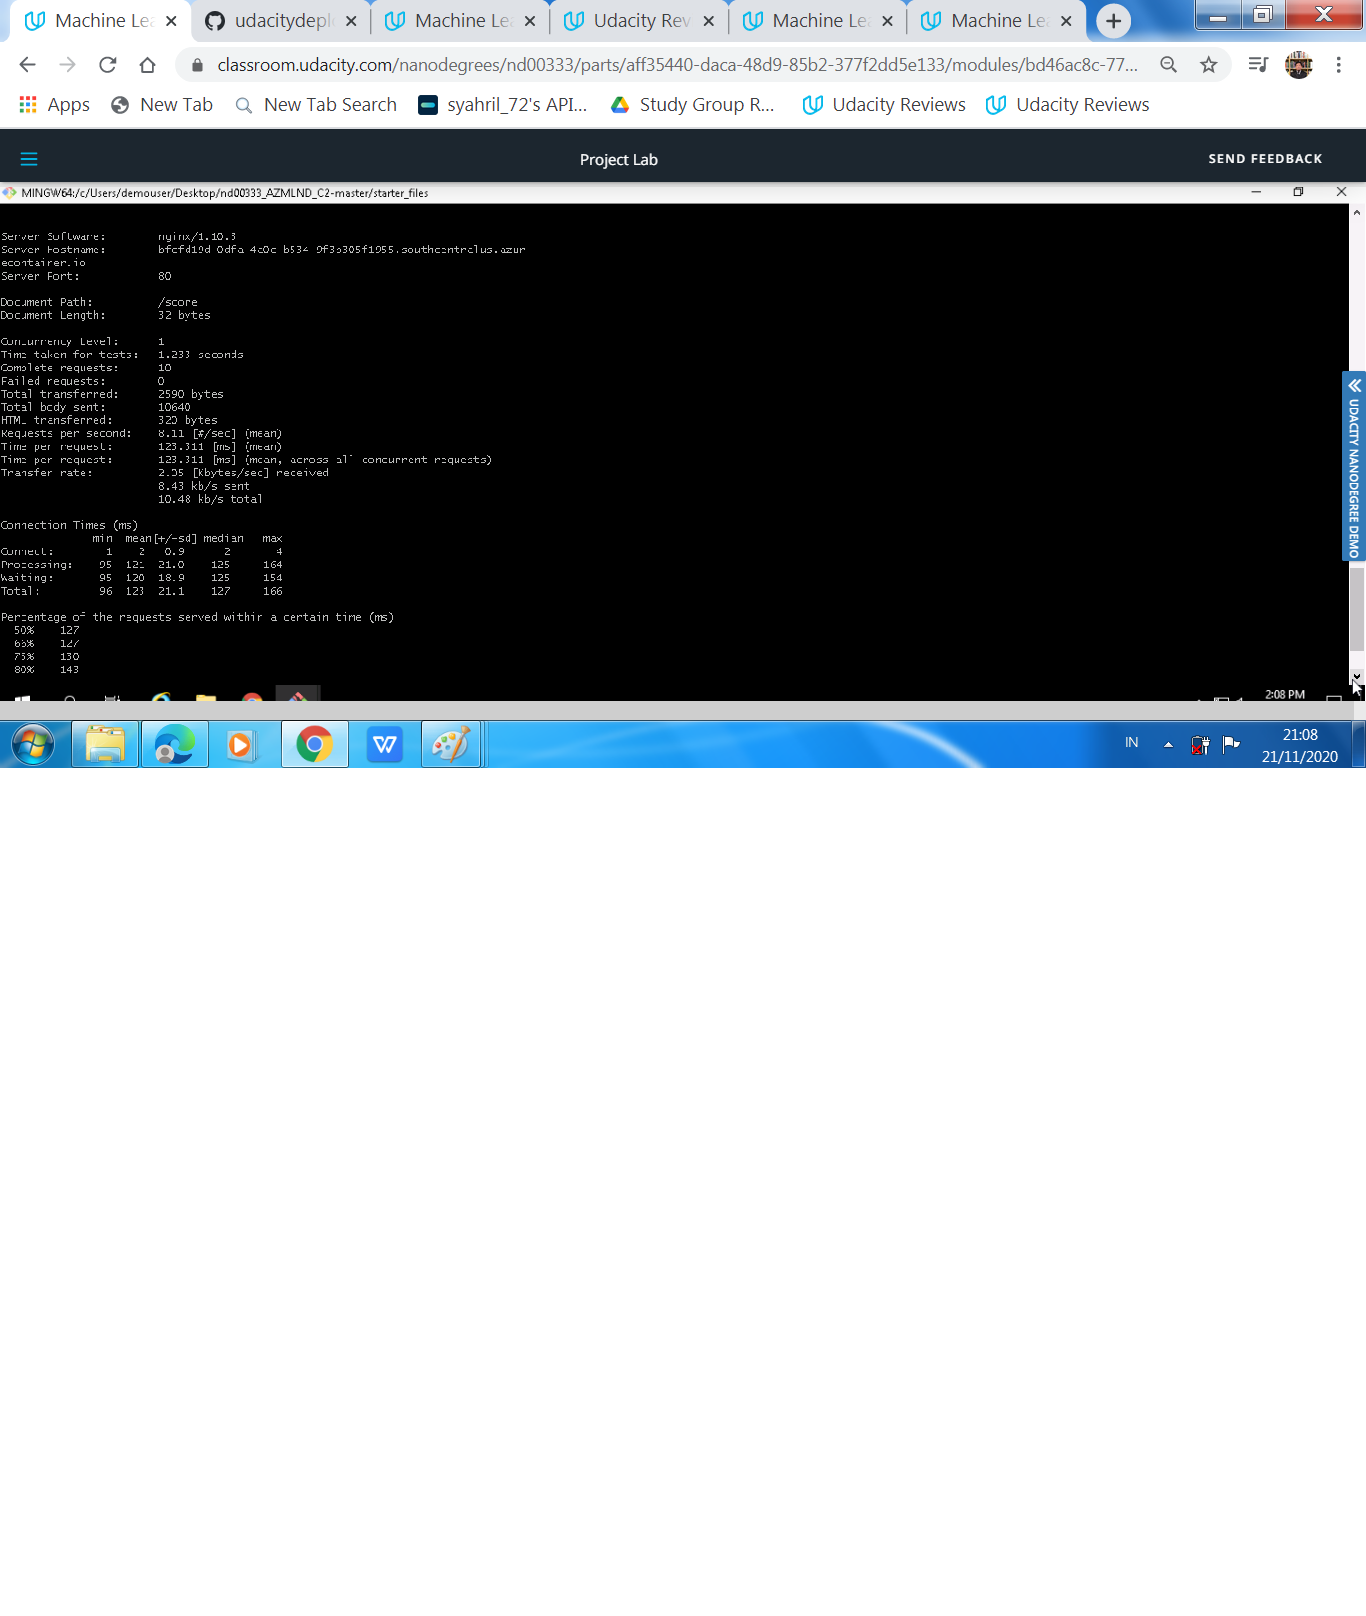 Machine Le
udacitydepl
Machine Le
Udacity Rev
Machine Le
Machine Le
classroom.udacity.com/nanodegrees/nd00333/parts/aff35440-daca-48d9-85b2-377f2dd5e133/modules/bd46ac8c-77...
Apps
New Tab
New Tab Search
syahril_72's API...
Study Group R...
Udacity Reviews
Udacity Reviews
Project Lab
SEND FEEDBACK
MINGW64:/c/Users/demouser/Desktop/nd00333_AZMLND_C2-master/starter_files
Server Software: nginx/1.10.3
Server Hostname:
econtainer.io
Server Port: 80
Document Path: /score
Document Length: 32 bytes
Concurrency Level: 1
Time taken for tests: 1.233 seconds
Complete requests: 10
Failed requests: 0
Total transferred: 2590 bytes
Total body sent: 10640
HTML transferred: 320 bytes
Requests per second: 8.11 [#/sec] (mean)
Time per request: 123.311 [ms] (mean)
Time per request: 123.311 [ms] (mean, across all concurrent requests)
Transfer rate: 2.05 [Kbytes/sec] received
8.43 kb/s sent
10.48 kb/s total
Connection Times (ms)
min mean[+/-sd] median max
Connect: 1 2 0.9 2 4
Processing: 95 121 21.0 125 164
Waiting: 95 120 18.9 125 154
Total: 96 123 21.1 127 166
Percentage of the requests served within a certain time (ms)
50% 127
66% 127
75% 130
80% 143
UDACITY NANODEGREE DEMO
2:08 PM
IN
21:08
21/11/2020